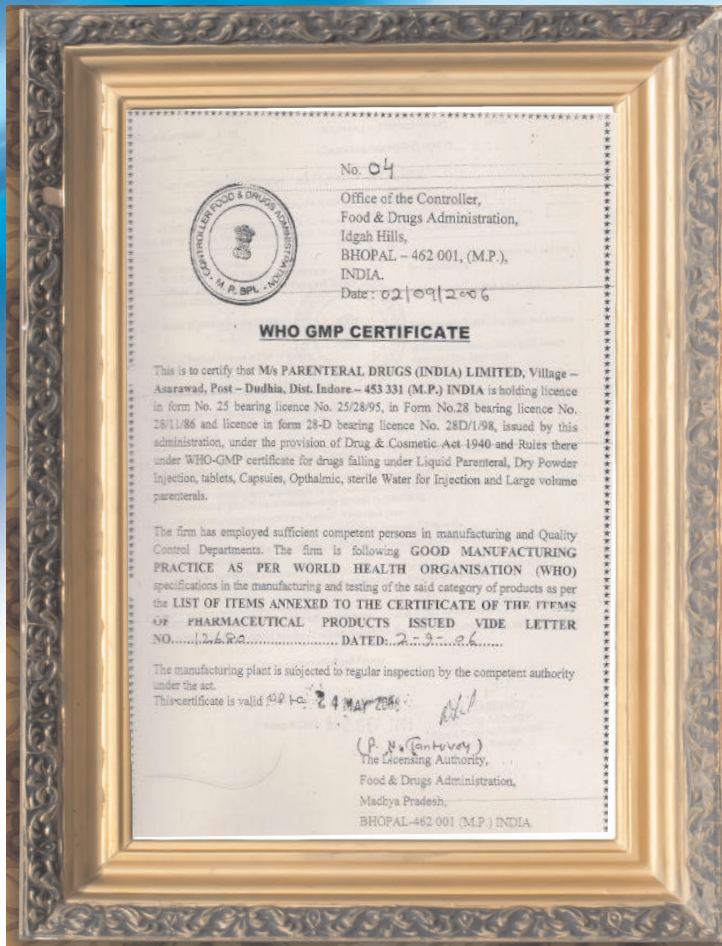 No. 04
CONTROLLER FOOD & DRUGS ADMINISTRATION
M. P. BPL
Office of the Controller,
Food & Drugs Administration,
Idgah Hills,
BHOPAL – 462 001, (M.P.),
INDIA.
Date : 02/09/2006
WHO GMP CERTIFICATE
This is to certify that M/s PARENTERAL DRUGS (INDIA) LIMITED, Village –
Asarawad, Post – Dudhia, Dist. Indore – 453 331 (M.P.) INDIA is holding licence
in form No. 25 bearing licence No. 25/28/95, in Form No.28 bearing licence No.
28/11/86 and licence in form 28-D bearing licence No. 28D/1/98, issued by this
administration, under the provision of Drug & Cosmetic Act 1940 and Rules there
under WHO-GMP certificate for drugs falling under Liquid Parenteral, Dry Powder
Injection, tablets, Capsules, Opthalmic, sterile Water for Injection and Large volume
parenterals.
The firm has employed sufficient competent persons in manufacturing and Quality
Control Departments. The firm is following GOOD MANUFACTURING
PRACTICE AS PER WORLD HEALTH ORGANISATION (WHO)
specifications in the manufacturing and testing of the said category of products as per
the LIST OF ITEMS ANNEXED TO THE CERTIFICATE OF THE ITEMS
OF PHARMACEUTICAL PRODUCTS ISSUED VIDE LETTER
NO......12680...................... DATED:..2-9-06......
The manufacturing plant is subjected to regular inspection by the competent authority
under the act.
This certificate is valid 24 MAY
The Licensing Authority,
Food & Drugs Administration,
Madhya Pradesh,
BHOPAL-462 001 (M.P.) INDIA